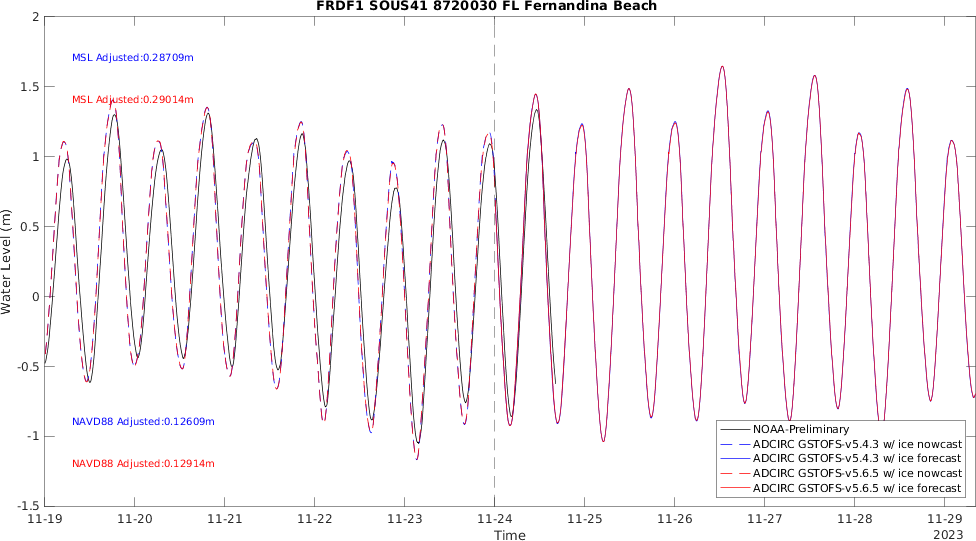 FRDF1 SOUS41 8720030 FL Fernandina Beach
2
1.5
1
0.5
0
-0.5
-1
-1.5
Water Level (m)
MSL Adjusted:0.28709m
MSL Adjusted:0.29014m
NAVD88 Adjusted:0.12609m
NAVD88 Adjusted:0.12914m
NOAA-Preliminary
ADCIRC GSTOFS-v5.4.3 w/ ice nowcast
ADCIRC GSTOFS-v5.4.3 w/ ice forecast
ADCIRC GSTOFS-v5.6.5 w/ ice nowcast
ADCIRC GSTOFS-v5.6.5 w/ ice forecast
11-19 11-20 11-21 11-22 11-23 11-24 11-25 11-26 11-27 11-28 11-29
Time
2023